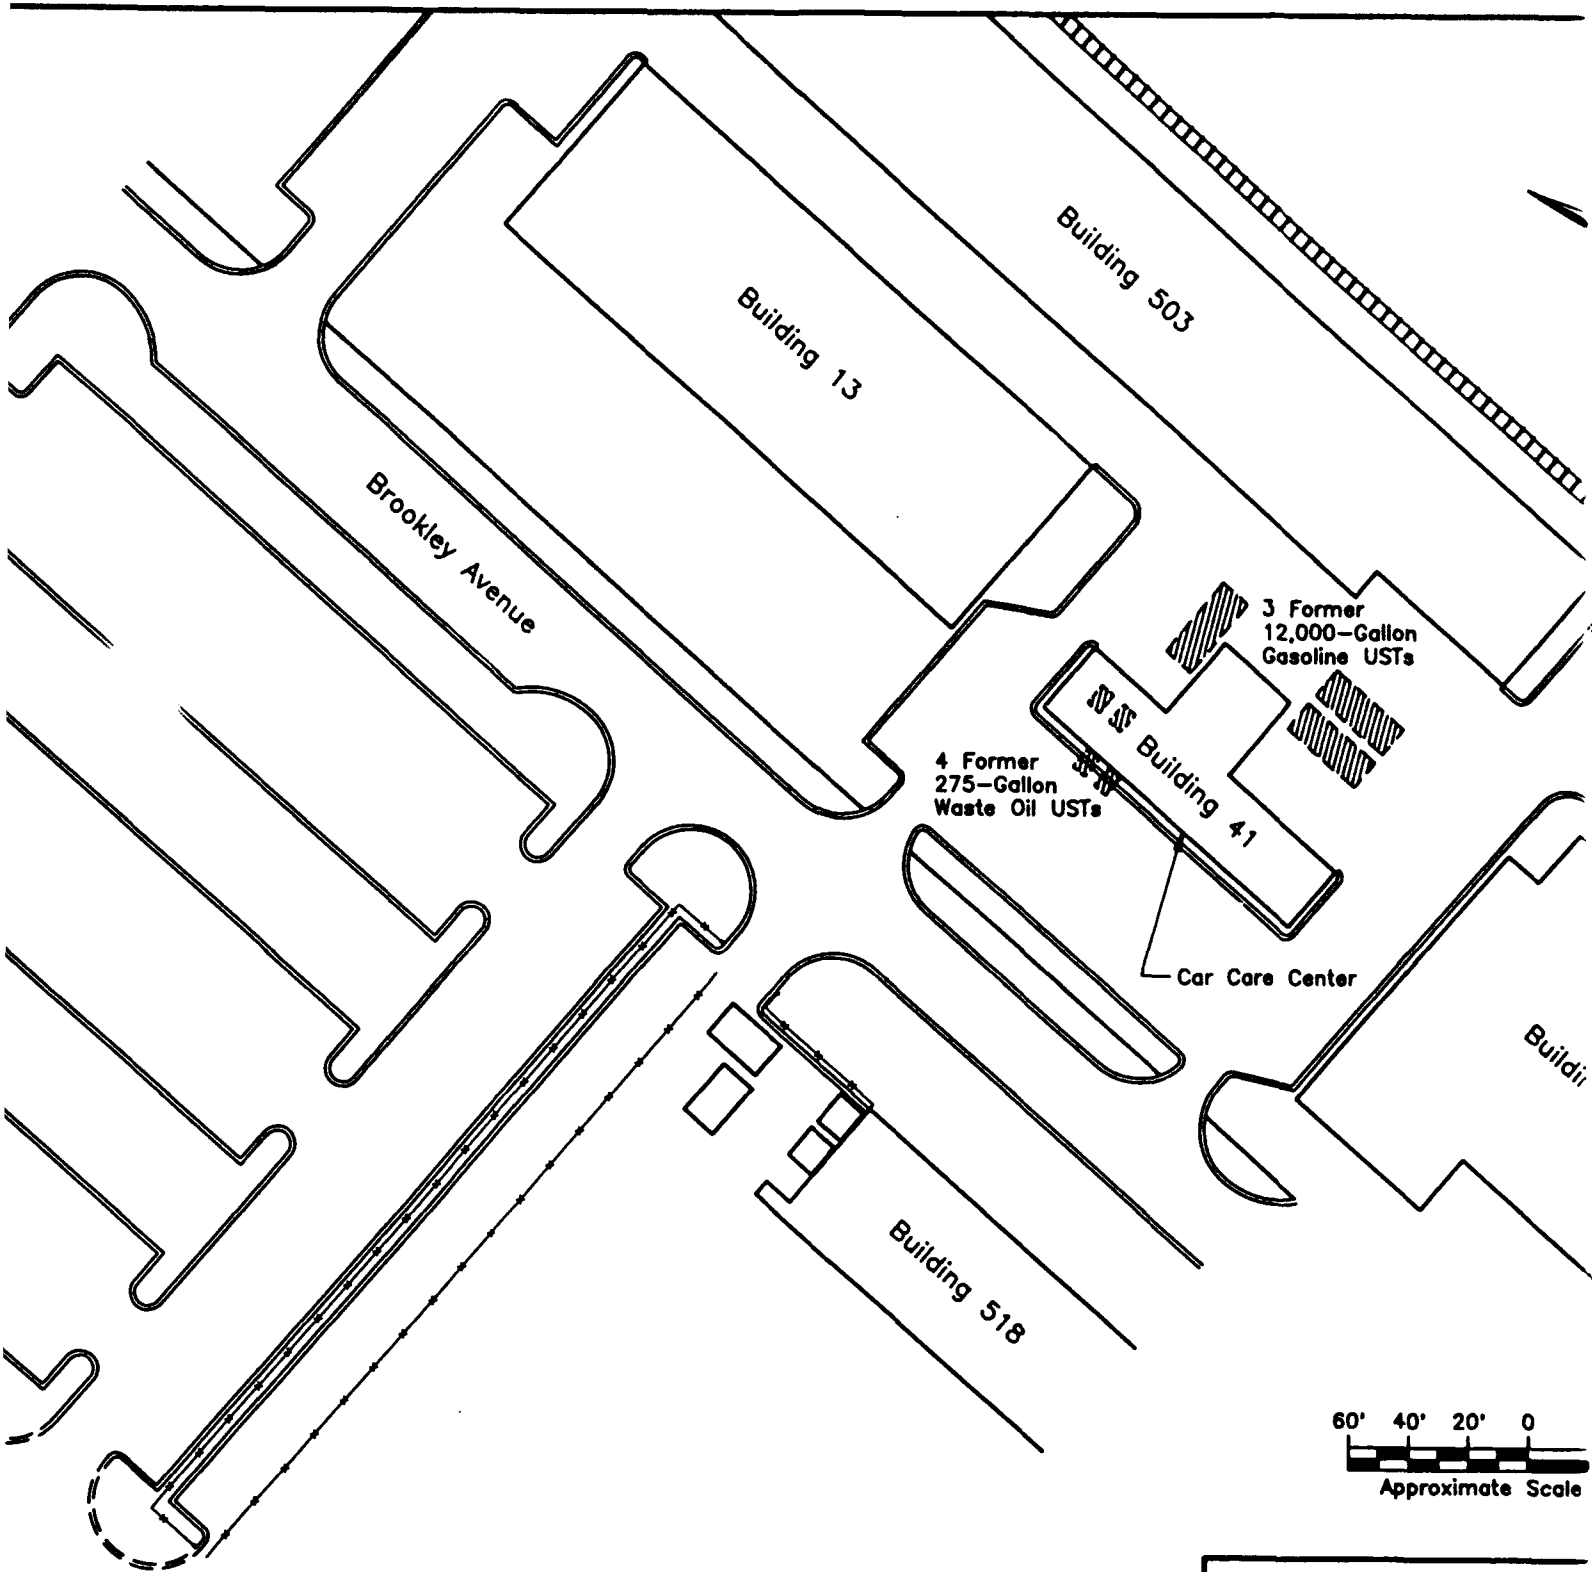 Building 503
Building 13
Brookley Avenue
3 Former
12,000-Gallon
Gasoline USTs
4 Former
275-Gallon
Waste Oil USTs
Building 41
Car Care Center
Building 518
60' 40' 20' 0
Approximate Scale